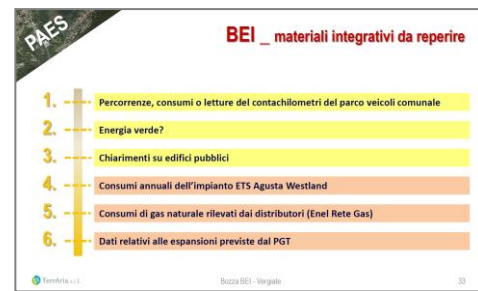 PAES
BEI _ materiali integrativi da reperire
1. Percorrenze, consumi o letture del contachilometri del parco veicoli comunale
2. Energia verde?
3. Chiarimenti su edifici pubblici
4. Consumi annuali dell'impianto ETS Agusta Westland
5. Consumi di gas naturale rilevati dai distributori (Enel Rete Gas)
6. Dati relativi alle espansioni previste dal PGT
TerrAria s.r.l.
Bozza BEI - Vergiate
33